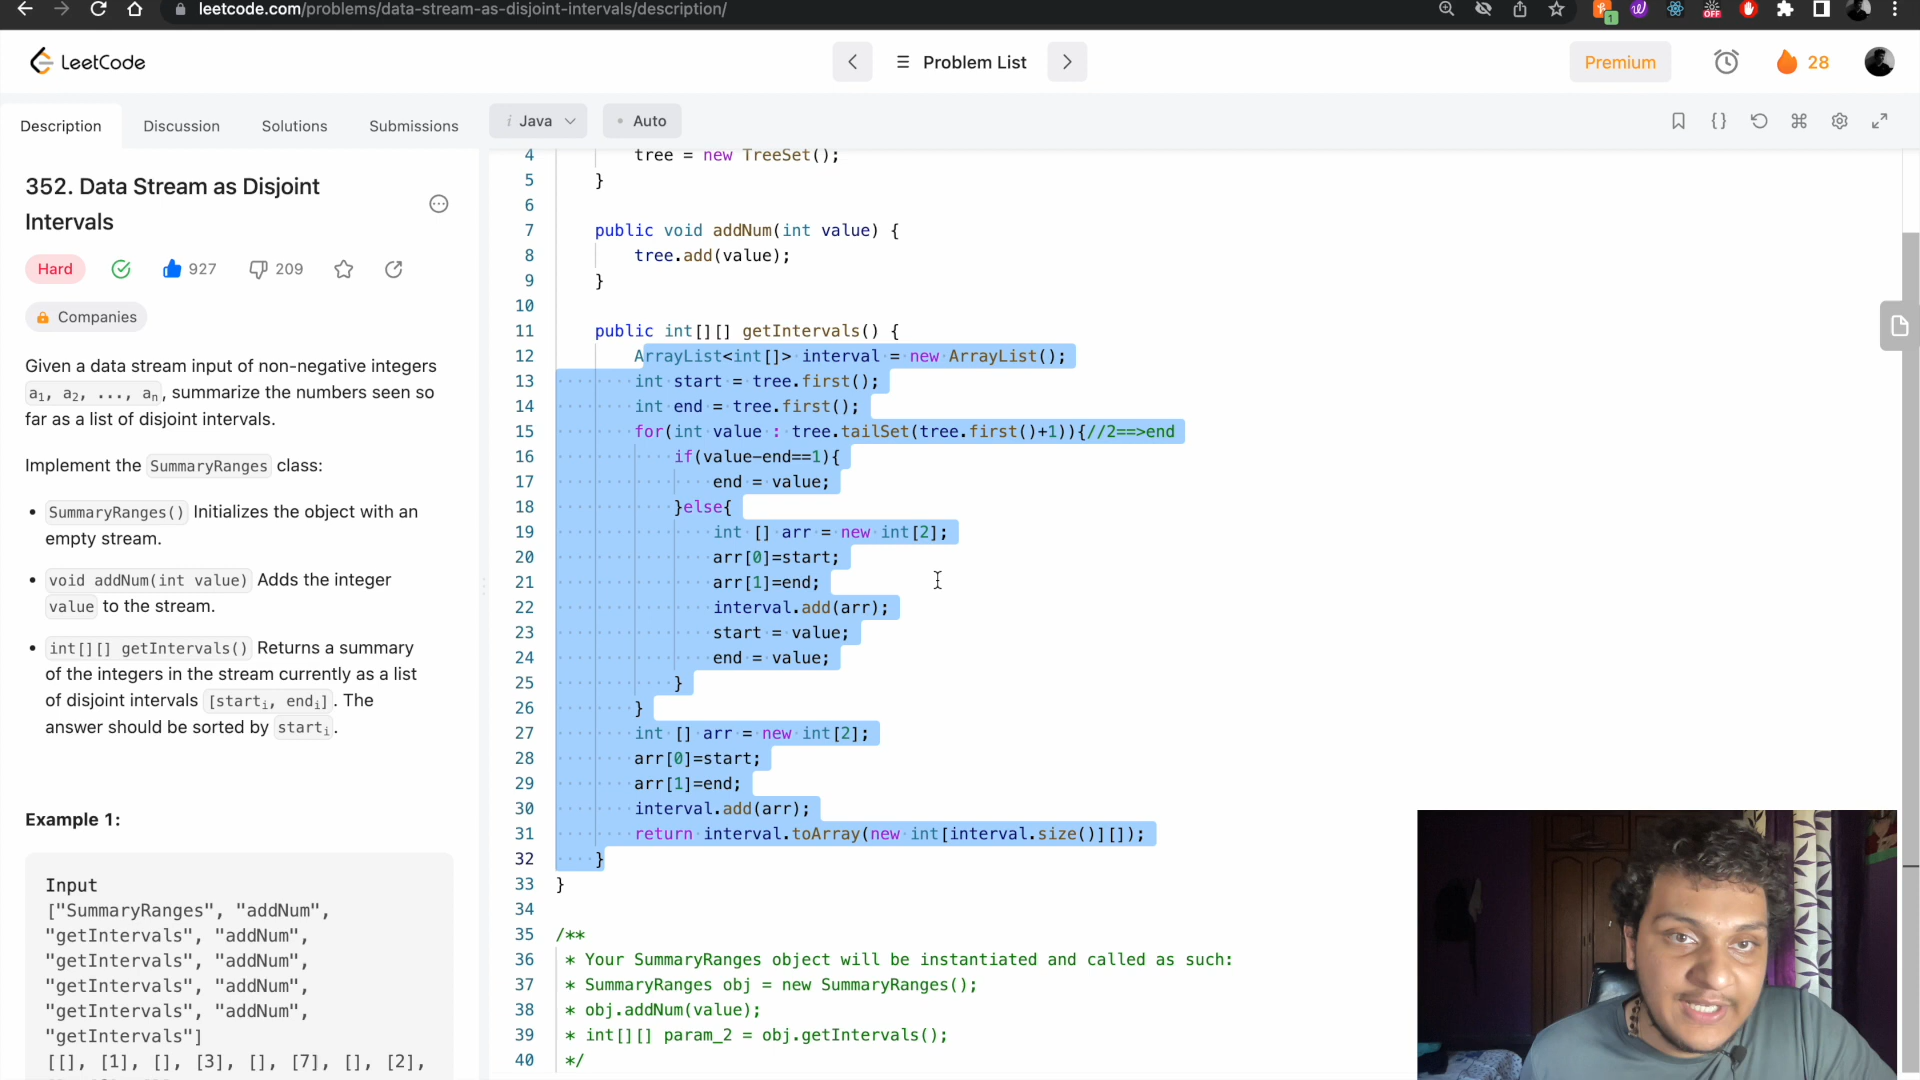 leetcode.com/problems/data-stream-as-disjoint-intervals/description/
OFF
1
LeetCode
Problem List
Premium
28
Description
Discussion
Solutions
Submissions
i Java
• Auto
{}
352. Data Stream as Disjoint
Intervals
Hard
927
209
Companies
Given a data stream input of non-negative integers
a1, a2, ..., an, summarize the numbers seen so
far as a list of disjoint intervals.
Implement the SummaryRanges class:
• SummaryRanges() Initializes the object with an
empty stream.
• void addNum(int value) Adds the integer
value to the stream.
• int[][] getIntervals() Returns a summary
of the integers in the stream currently as a list
of disjoint intervals [starti, endi]. The
answer should be sorted by starti.
Example 1:
Input
["SummaryRanges", "addNum",
"getIntervals", "addNum",
"getIntervals", "addNum",
"getIntervals", "addNum",
"getIntervals", "addNum",
"getIntervals"]
[[], [1], [], [3], [], [7], [], [2],
4 tree = new TreeSet();
5 }
6
7 public void addNum(int value) {
8 tree.add(value);
9 }
10
11 public int[][] getIntervals() {
12 ArrayList<int[]> interval = new ArrayList();
13 int start = tree.first();
14 int end = tree.first();
15 for(int value : tree.tailSet(tree.first()+1)){//2==>end
16 if(value-end==1){
17 end = value;
18 }else{
19 int [] arr = new int[2];
20 arr[0]=start;
21 arr[1]=end;
22 interval.add(arr);
23 start = value;
24 end = value;
25 }
26 }
27 int [] arr = new int[2];
28 arr[0]=start;
29 arr[1]=end;
30 interval.add(arr);
31 return interval.toArray(new int[interval.size()][]);
32 }
33 }
34
35 /**
36 * Your SummaryRanges object will be instantiated and called as such:
37 * SummaryRanges obj = new SummaryRanges();
38 * obj.addNum(value);
39 * int[][] param_2 = obj.getIntervals();
40 */